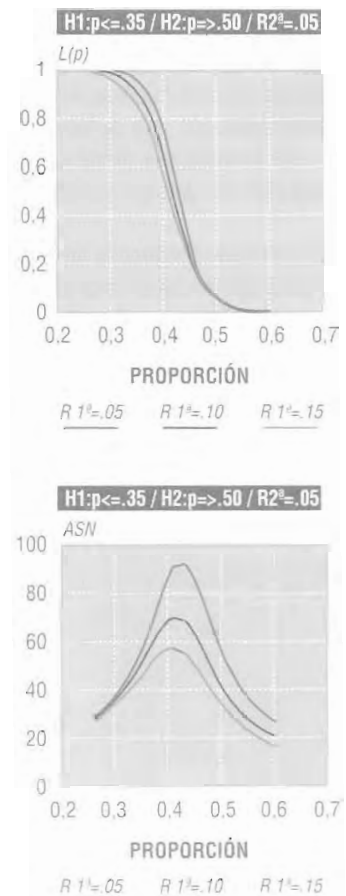 H1:p<=.35 / H2:p=>.50 / R2ª=.05
L(p)
1
0,8
0,6
0,4
0,2
0
0,2 0,3 0,4 0,5 0,6 0,7
PROPORCIÓN
R 1ª=.05 R 1ª=.10 R 1ª=.15
H1:p<=.35 / H2:p=>.50 / R2ª=.05
ASN
100
80
60
40
20
0
0,2 0,3 0,4 0,5 0,6 0,7
PROPORCIÓN
R 1ª=.05 R 1ª=.10 R 1ª=.15